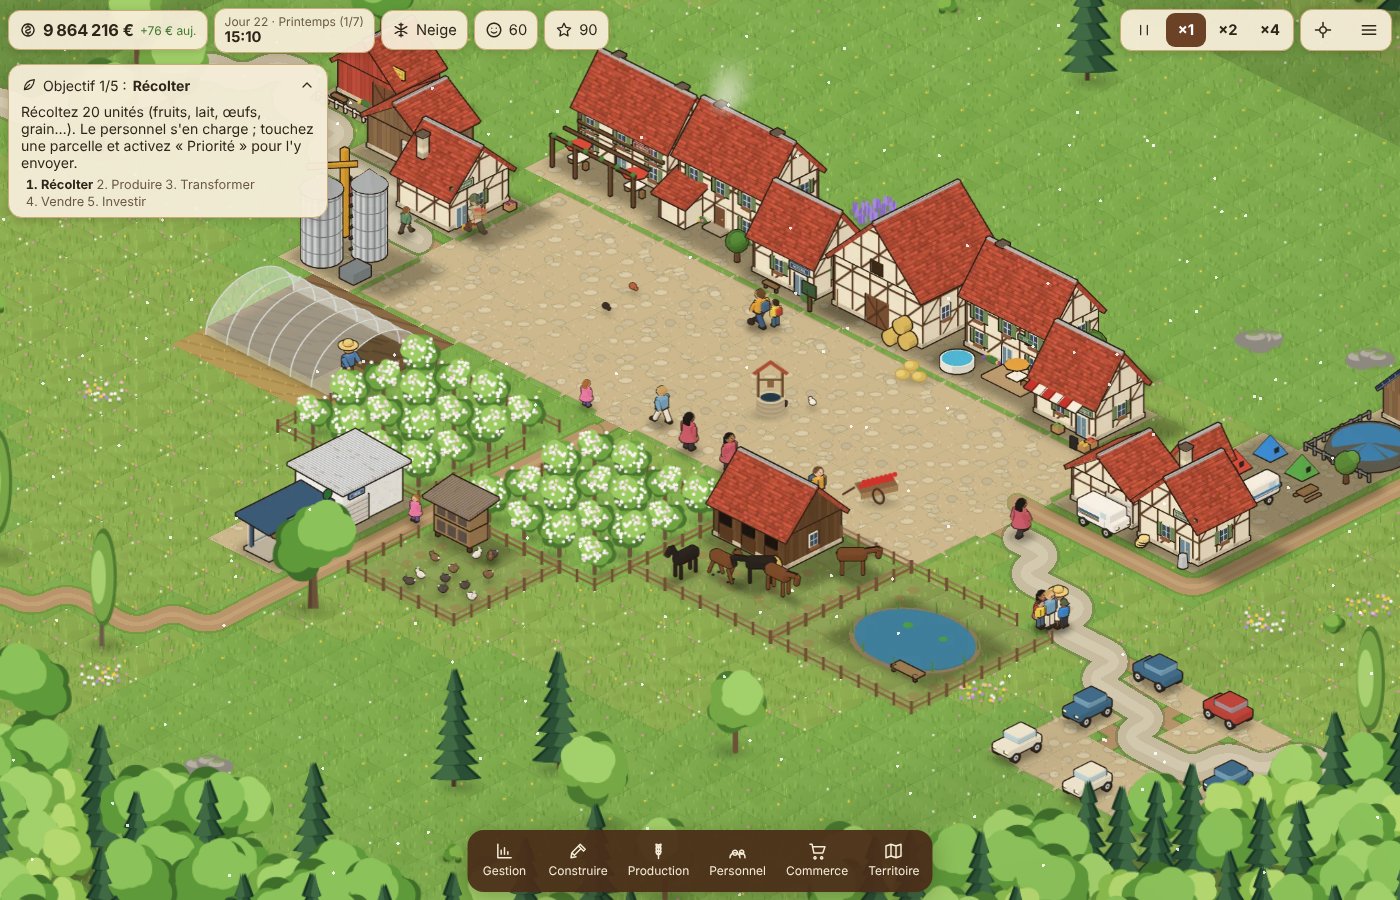 9 864 216 € +76 € auj.
Jour 22 · Printemps (1/7)
15:10
Neige
60
90
×1
×2
×4
Objectif 1/5 : Récolter
Récoltez 20 unités (fruits, lait, œufs,
grain...). Le personnel s'en charge ; touchez
une parcelle et activez « Priorité » pour l'y
envoyer.
1. Récolter 2. Produire 3. Transformer
4. Vendre 5. Investir
Gestion
Construire
Production
Personnel
Commerce
Territoire